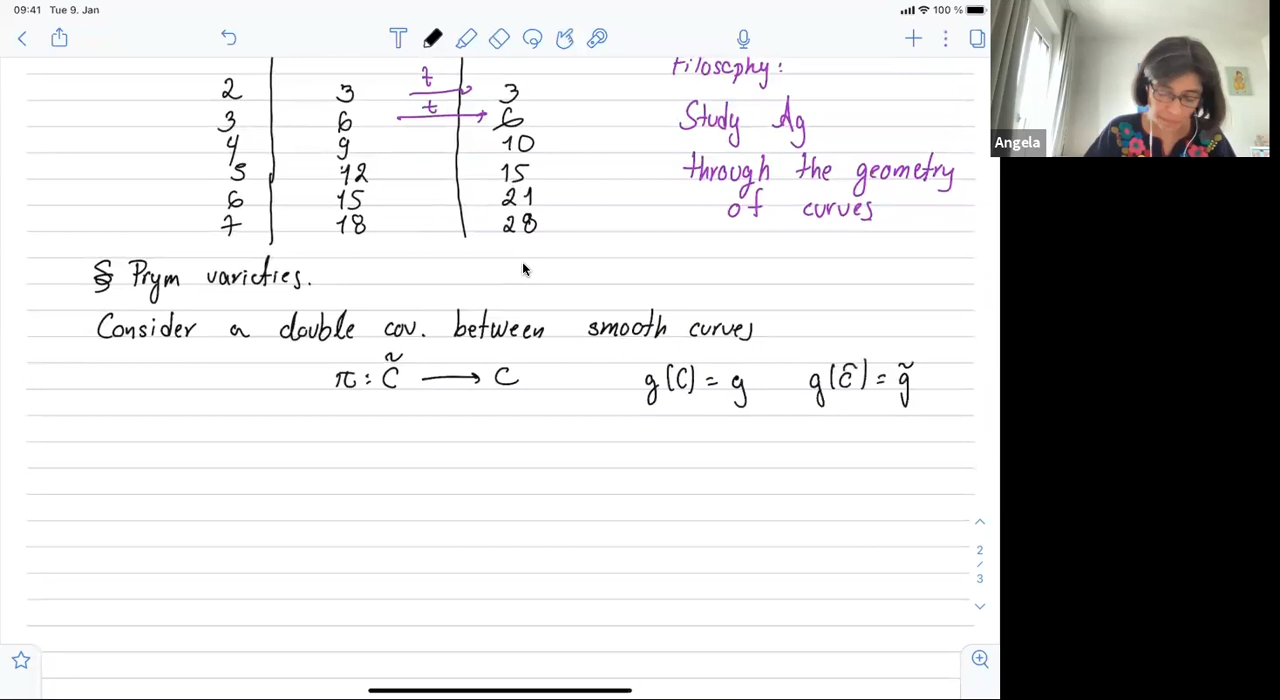 09:41 Tue 9. Jan 100 %
Filosophy:
2 3 t 3
3 6 t 6
Study Ag
4 9 10
5 12 15
through the geometry
6 15 21
of curves
7 18 28
§ Prym varieties.
Consider a double cov. between smooth curves
π : C̃ ⟶ C g(C) = g g(C̃) = g̃
Angela
2
/
3